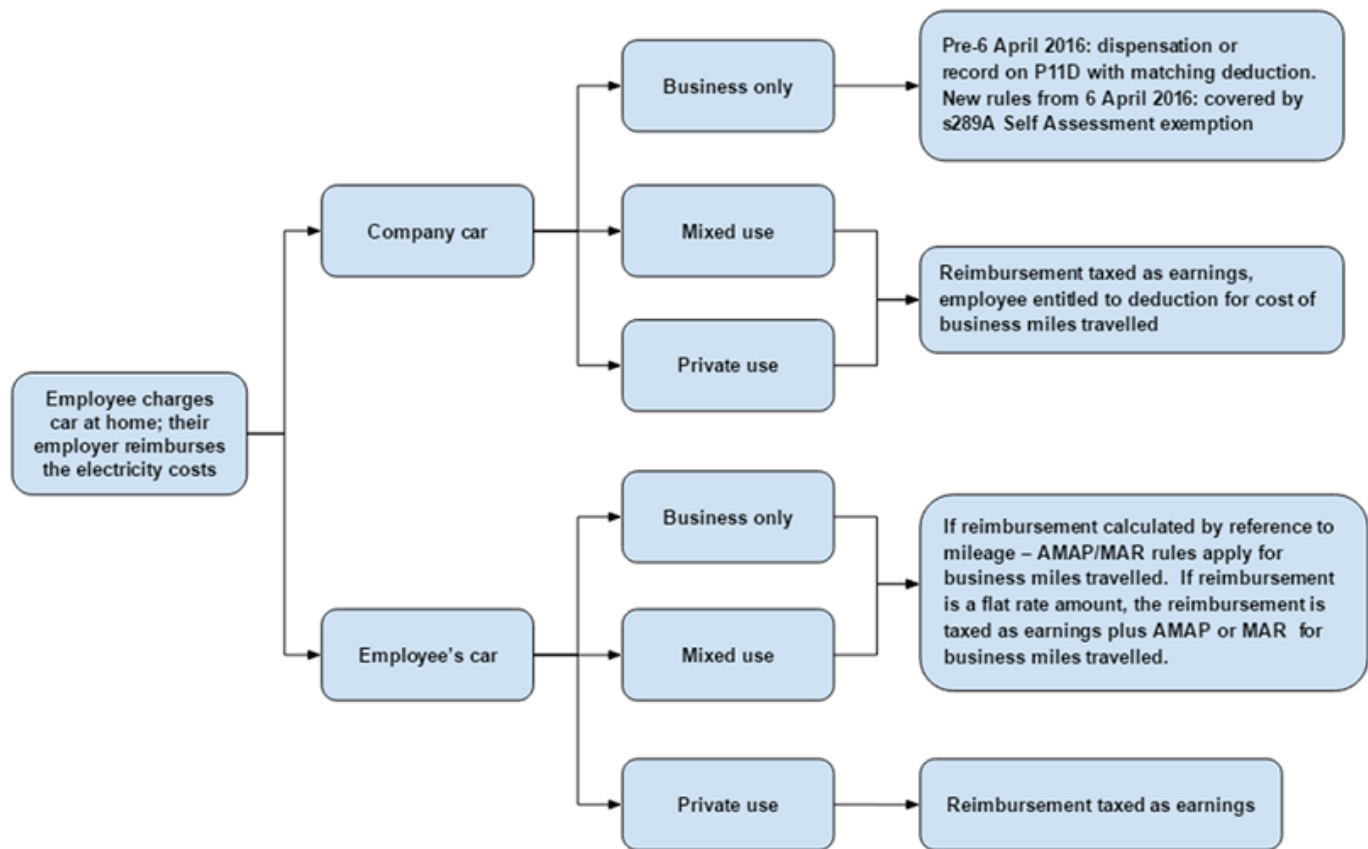 Employee charges
car at home; their
employer reimburses
the electricity costs
Company car
Business only
Pre-6 April 2016: dispensation or
record on P11D with matching deduction.
New rules from 6 April 2016: covered by
s289A Self Assessment exemption
Mixed use
Private use
Reimbursement taxed as earnings,
employee entitled to deduction for cost of
business miles travelled
Employee's car
Business only
Mixed use
If reimbursement calculated by reference to
mileage – AMAP/MAR rules apply for
business miles travelled. If reimbursement
is a flat rate amount, the reimbursement is
taxed as earnings plus AMAP or MAR for
business miles travelled.
Private use
Reimbursement taxed as earnings